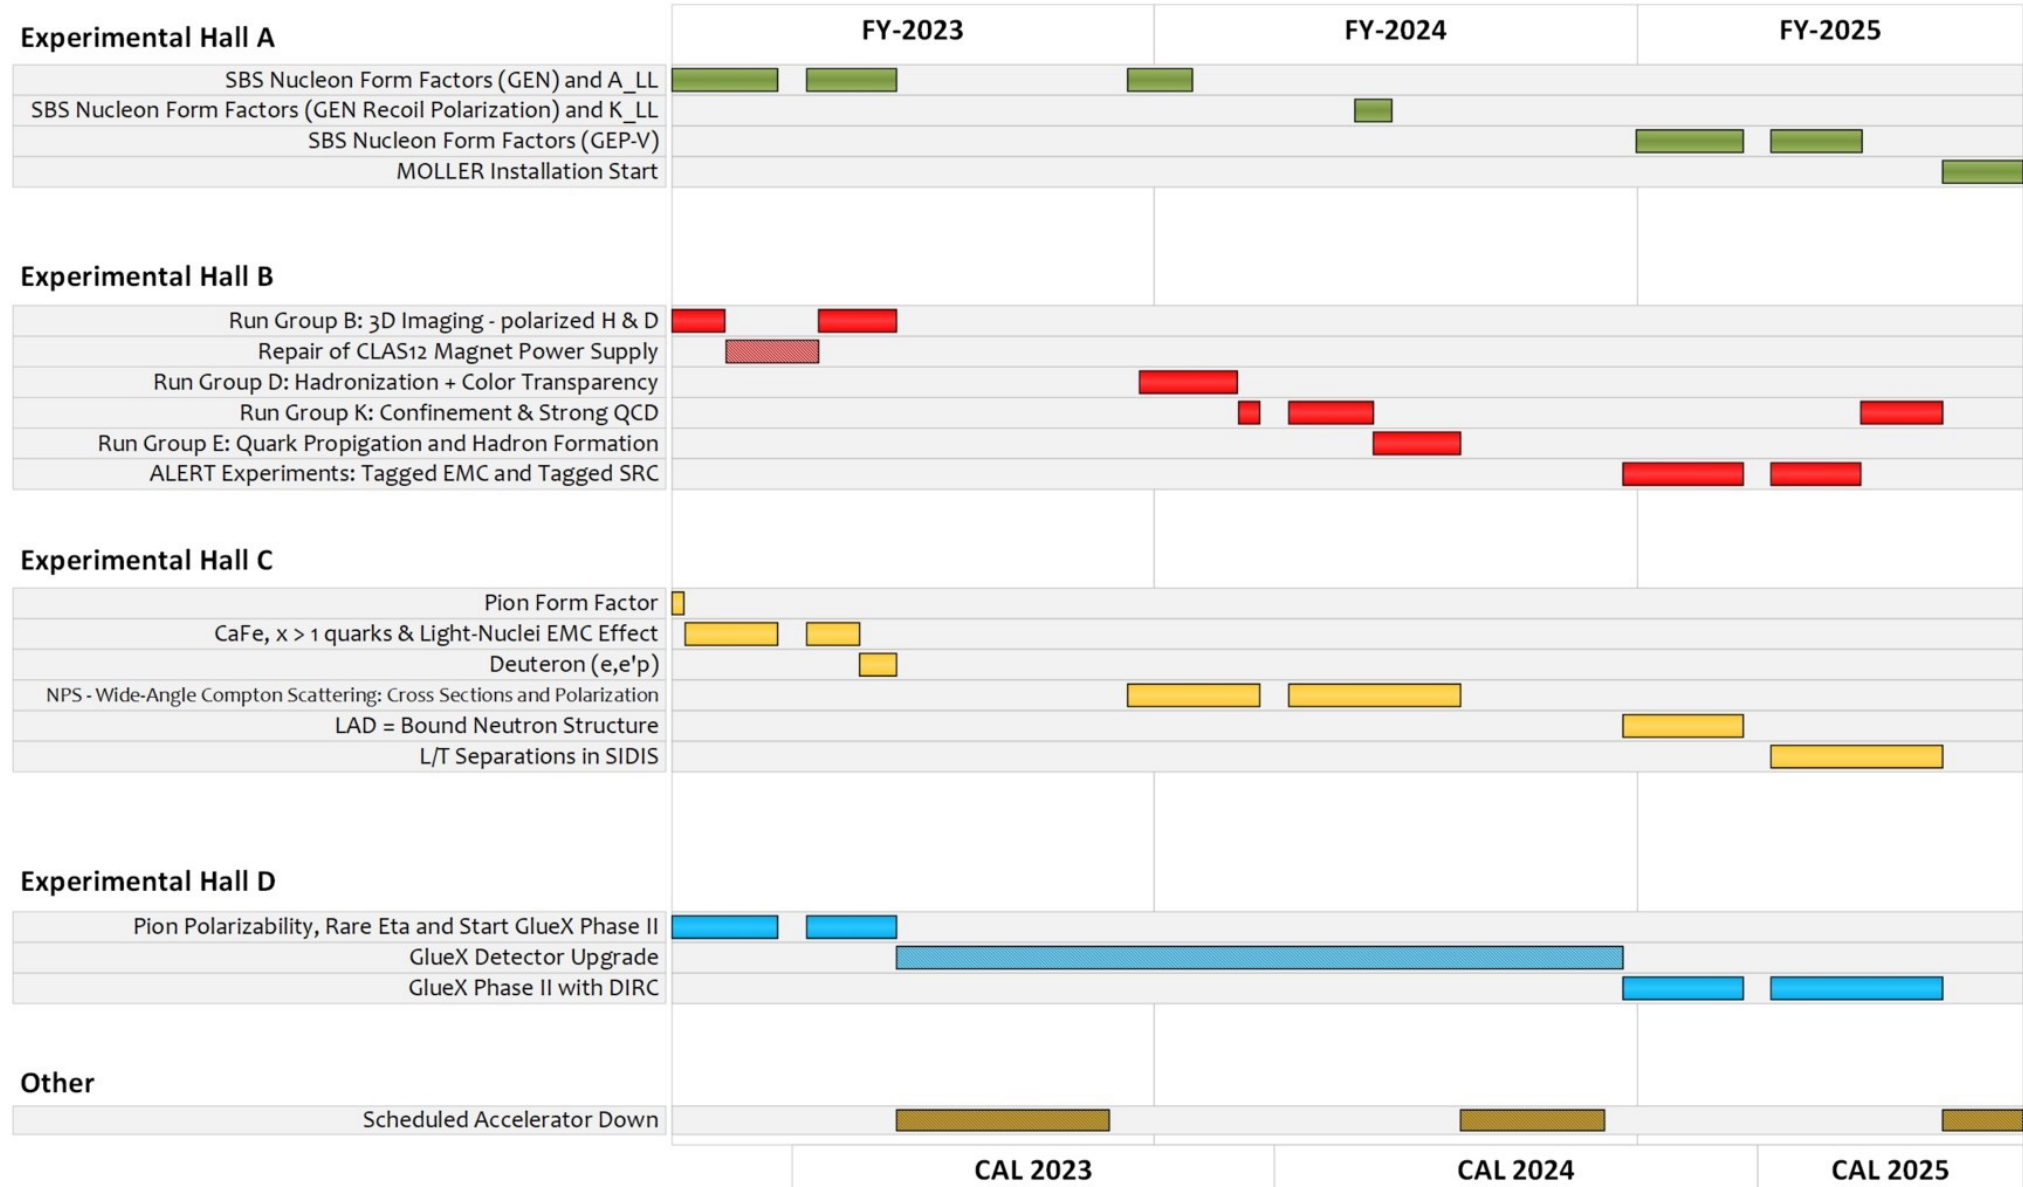 FY-2023
FY-2024
FY-2025
Experimental Hall A
SBS Nucleon Form Factors (GEN) and A_LL
SBS Nucleon Form Factors (GEN Recoil Polarization) and K_LL
SBS Nucleon Form Factors (GEP-V)
MOLLER Installation Start
Experimental Hall B
Run Group B: 3D Imaging - polarized H & D
Repair of CLAS12 Magnet Power Supply
Run Group D: Hadronization + Color Transparency
Run Group K: Confinement & Strong QCD
Run Group E: Quark Propigation and Hadron Formation
ALERT Experiments: Tagged EMC and Tagged SRC
Experimental Hall C
Pion Form Factor
CaFe, x > 1 quarks & Light-Nuclei EMC Effect
Deuteron (e,e'p)
NPS - Wide-Angle Compton Scattering: Cross Sections and Polarization
LAD = Bound Neutron Structure
L/T Separations in SIDIS
Experimental Hall D
Pion Polarizability, Rare Eta and Start GlueX Phase II
GlueX Detector Upgrade
GlueX Phase II with DIRC
Other
Scheduled Accelerator Down
CAL 2023
CAL 2024
CAL 2025